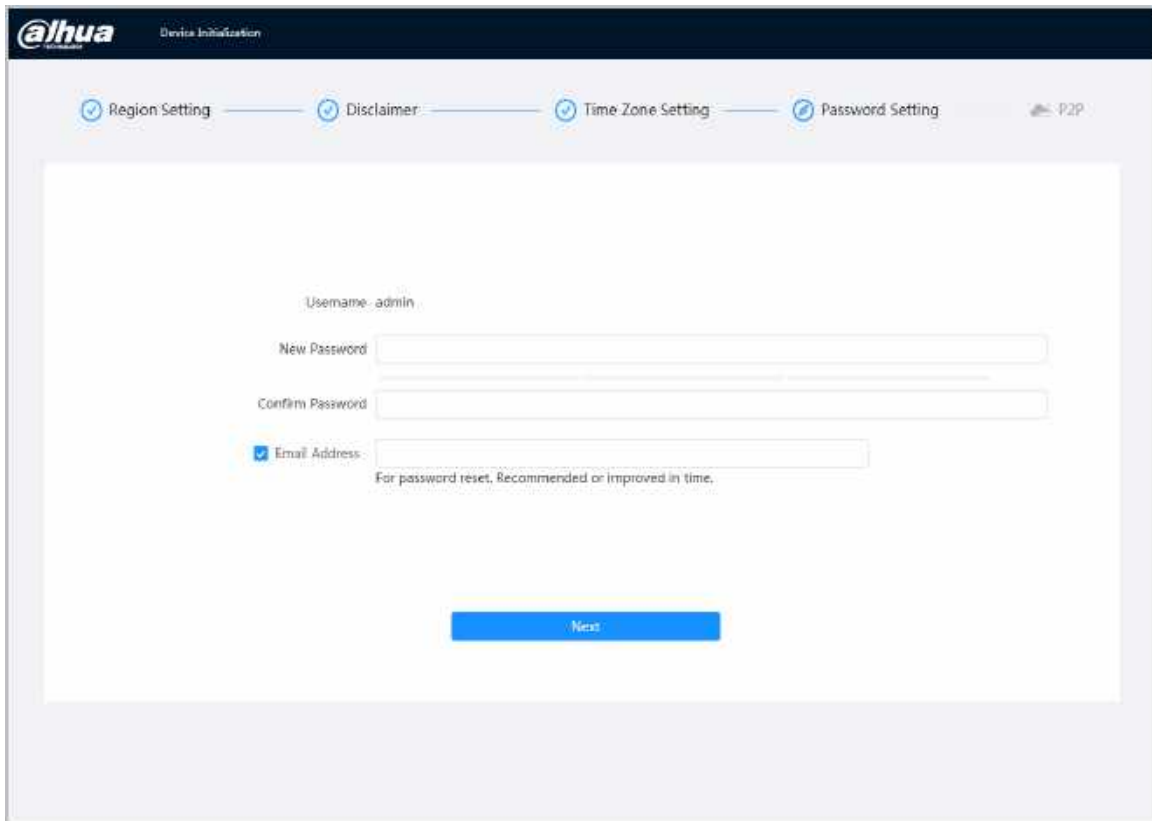 alhua
TECHNOLOGY
Device Initialization
Region Setting
Disclaimer
Time Zone Setting
Password Setting
P2P
Username admin
New Password
Confirm Password
Email Address
For password reset. Recommended or improved in time.
Next